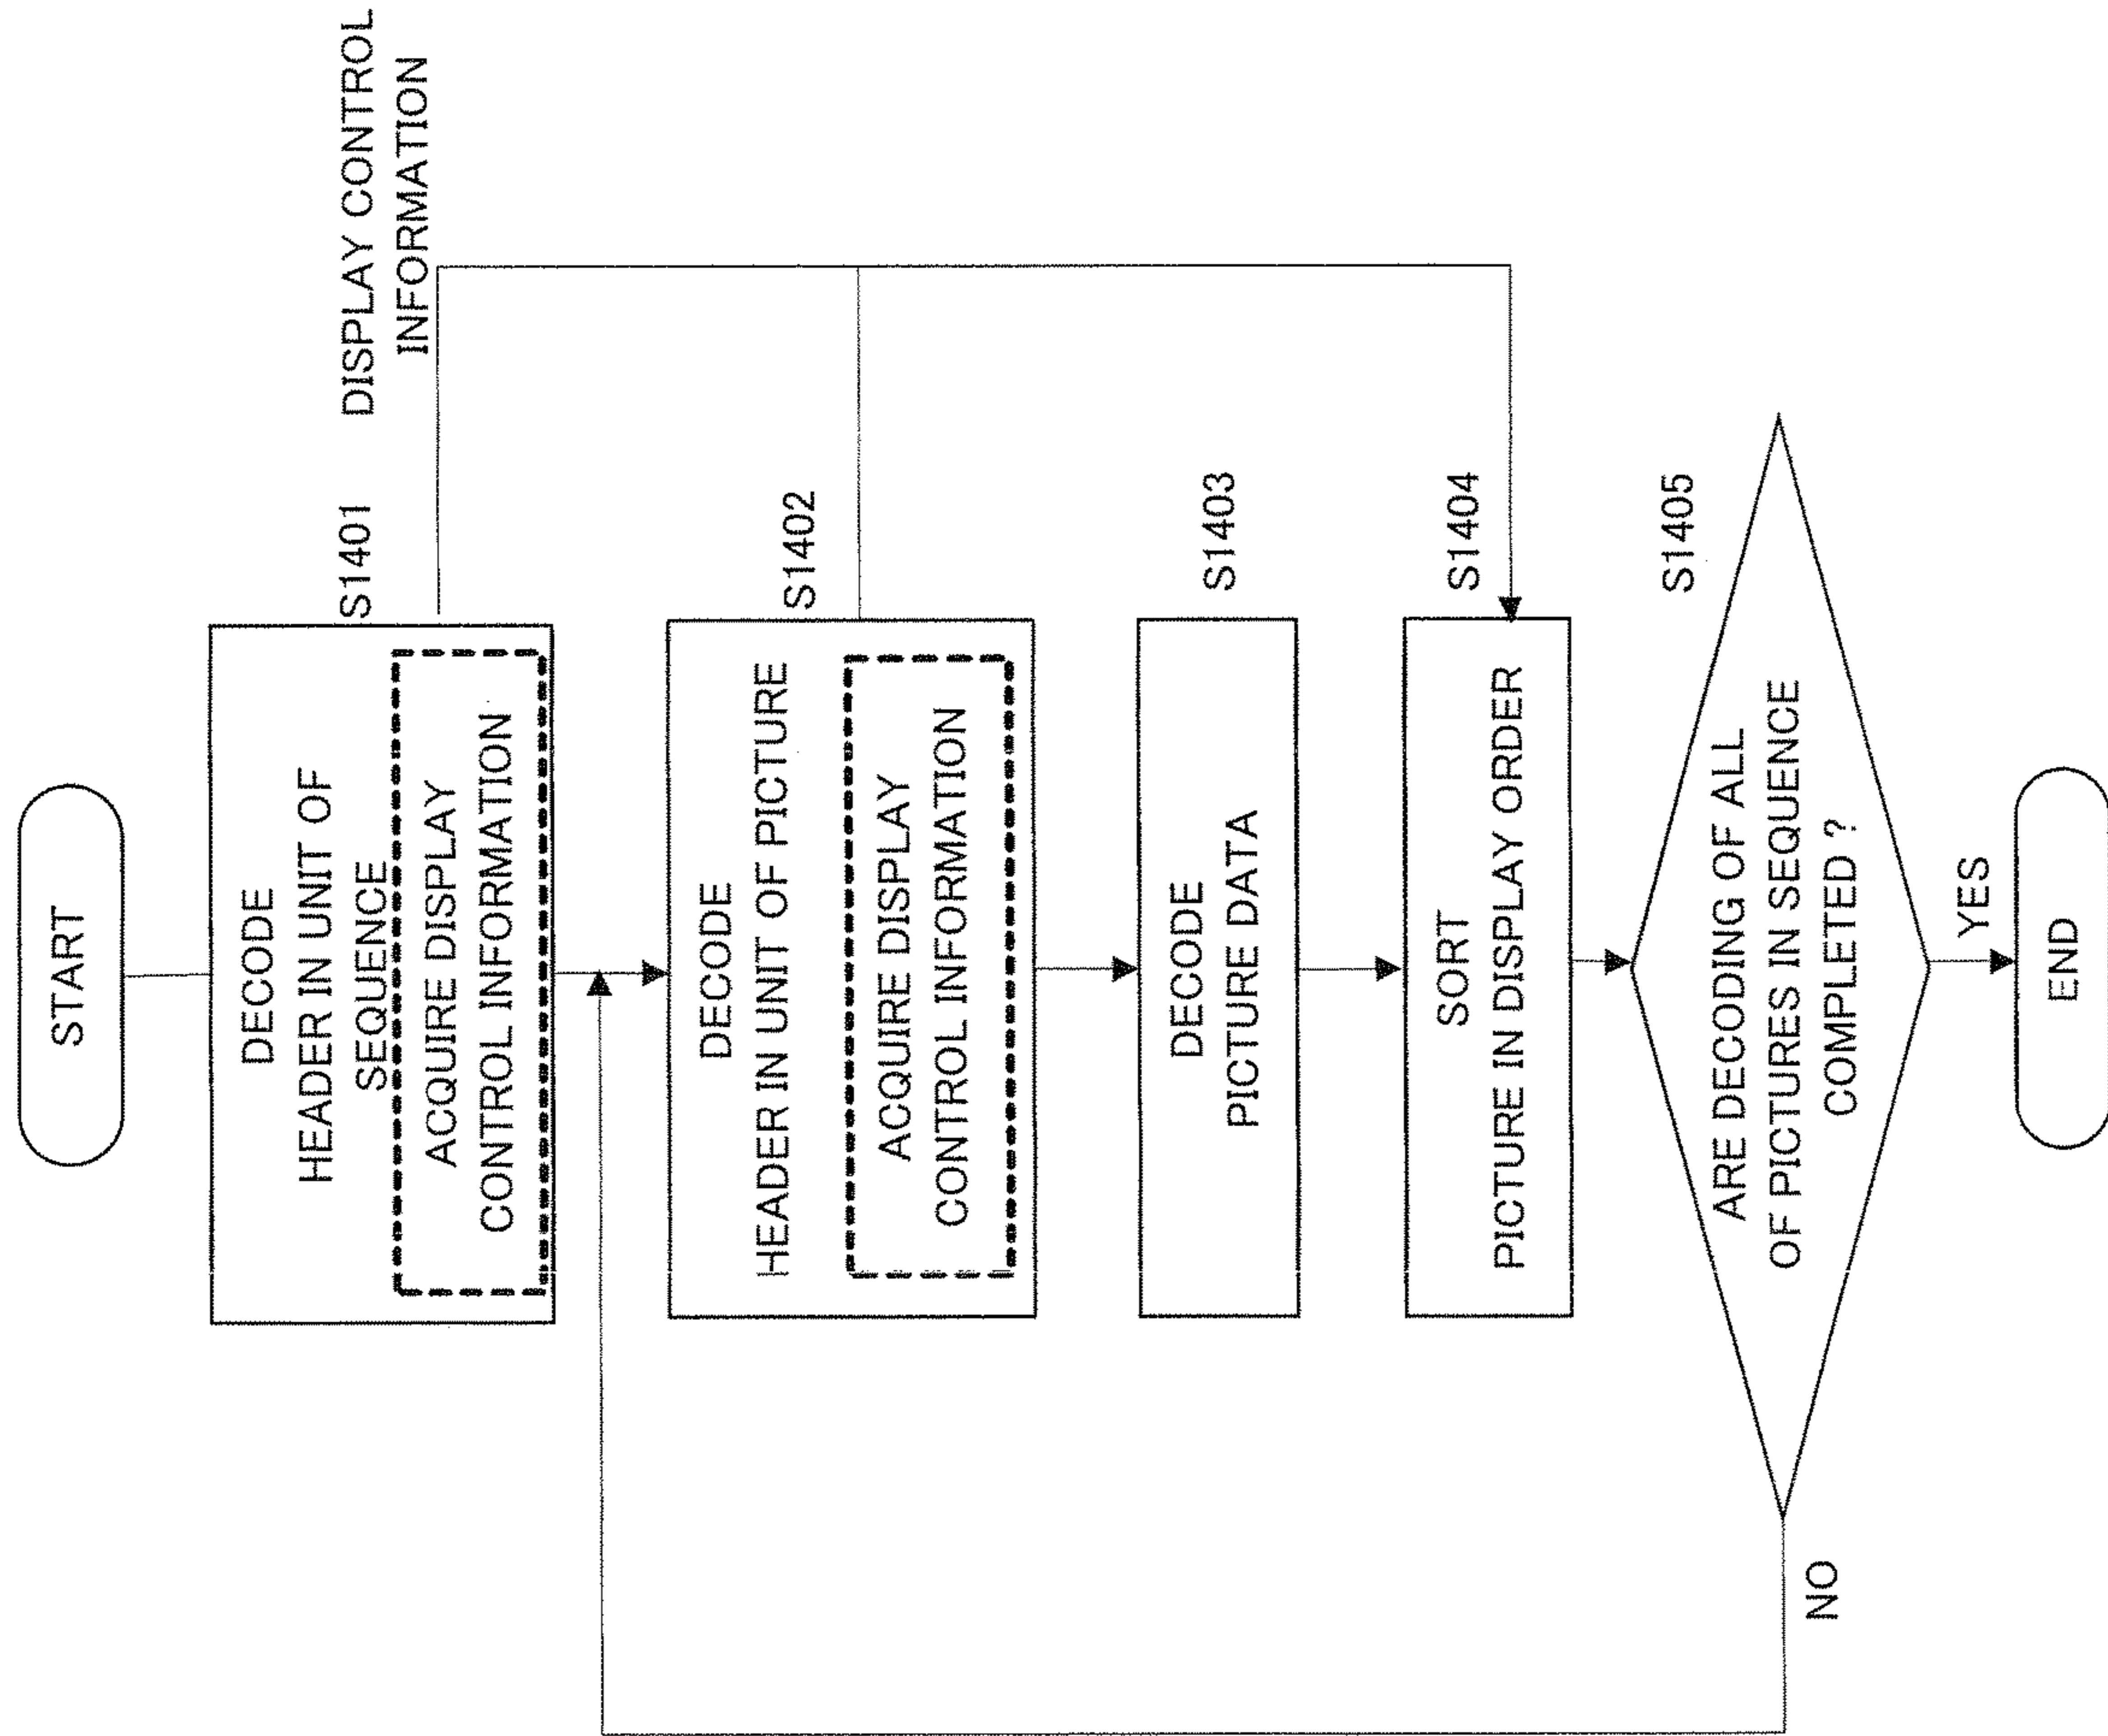 START
DECODE
HEADER IN UNIT OF
SEQUENCE
ACQUIRE DISPLAY
CONTROL INFORMATION
S1401
DISPLAY CONTROL
INFORMATION
DECODE
HEADER IN UNIT OF PICTURE
ACQUIRE DISPLAY
CONTROL INFORMATION
S1402
DECODE
PICTURE DATA
S1403
SORT
PICTURE IN DISPLAY ORDER
S1404
ARE DECODING OF ALL
OF PICTURES IN SEQUENCE
COMPLETED ?
S1405
NO
YES
END